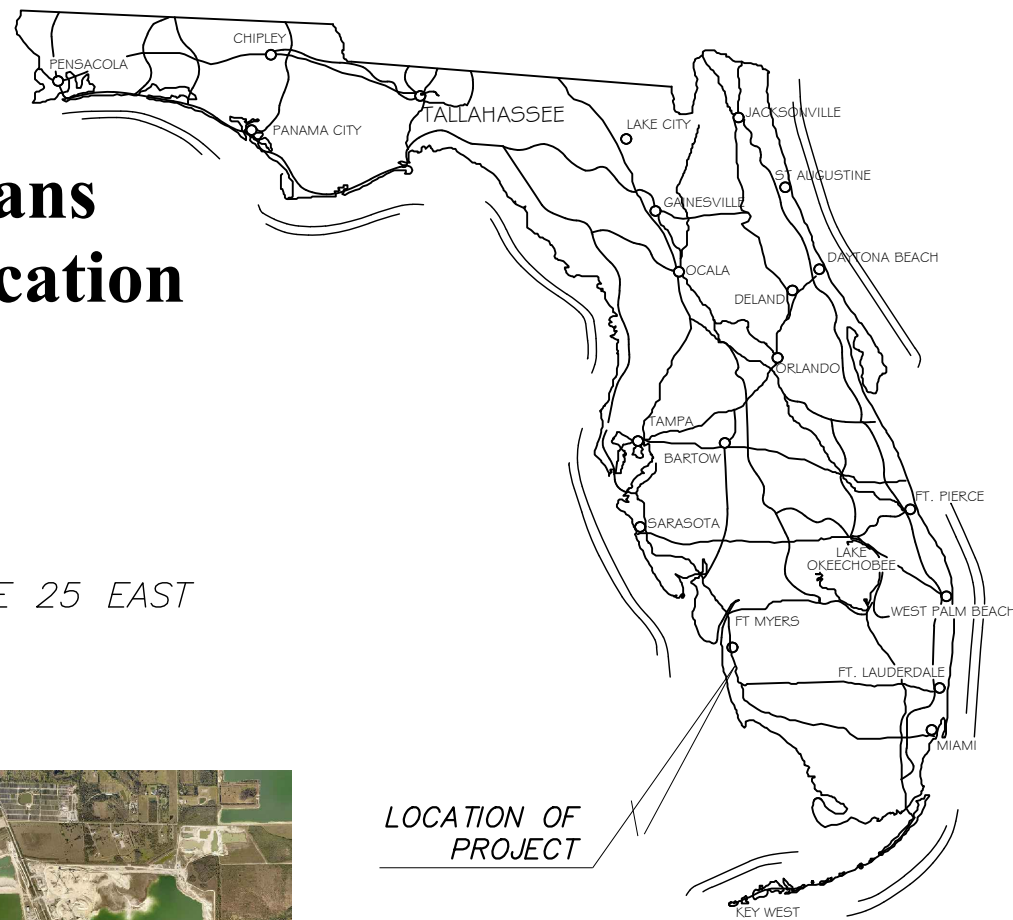 PENSACOLA
CHIPLEY
TALLAHASSEE
PANAMA CITY
LAKE CITY
JACKSONVILLE
ST AUGUSTINE
GAINESVILLE
ans
cation
OCALA
DAYTONA BEACH
DELAND
ORLANDO
TAMPA
BARTOW
FT. PIERCE
SARASOTA
LAKE
OKEECHOBEE
E 25 EAST
WEST PALM BEACH
FT MYERS
FT. LAUDERDALE
MIAMI
LOCATION OF
PROJECT
KEY WEST